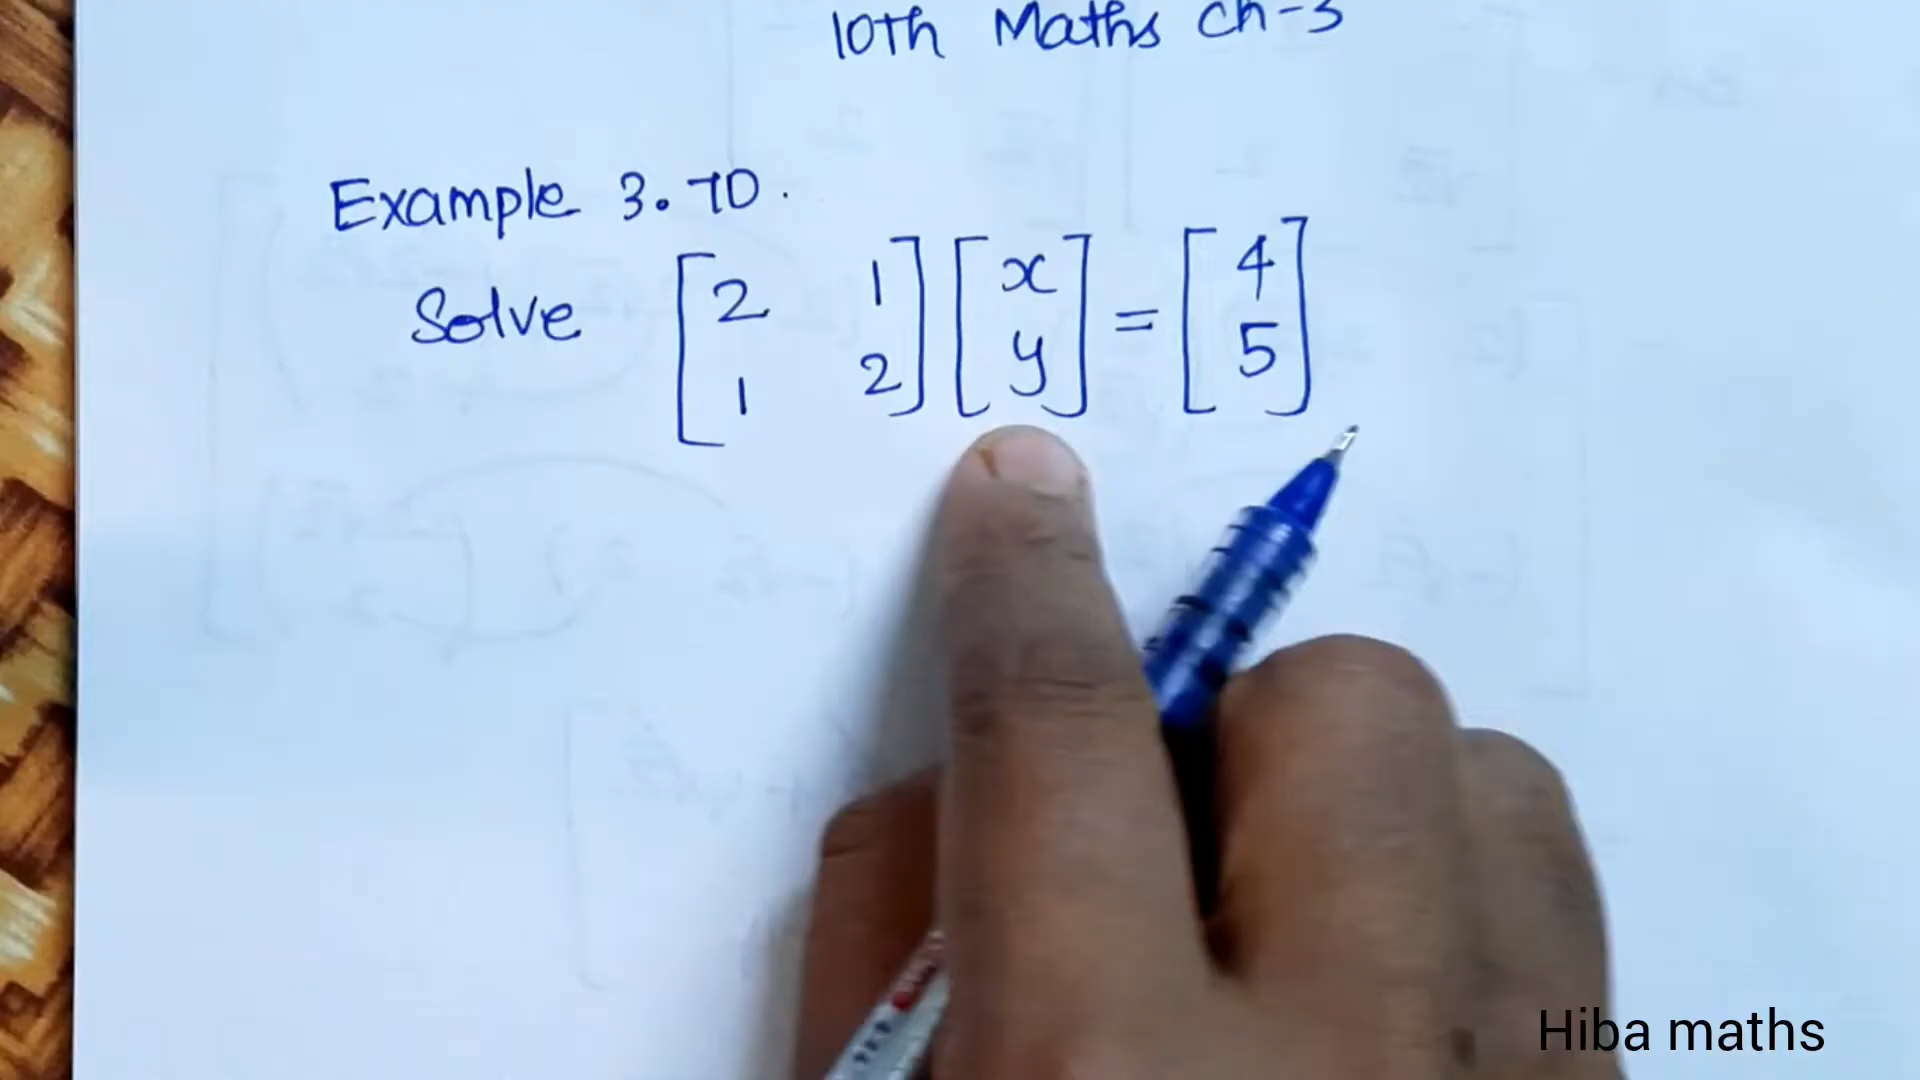 10Th Maths Ch-3
Example 3.70.
Solve [2 1 1 2] [x y] = [4 5]
Hiba maths